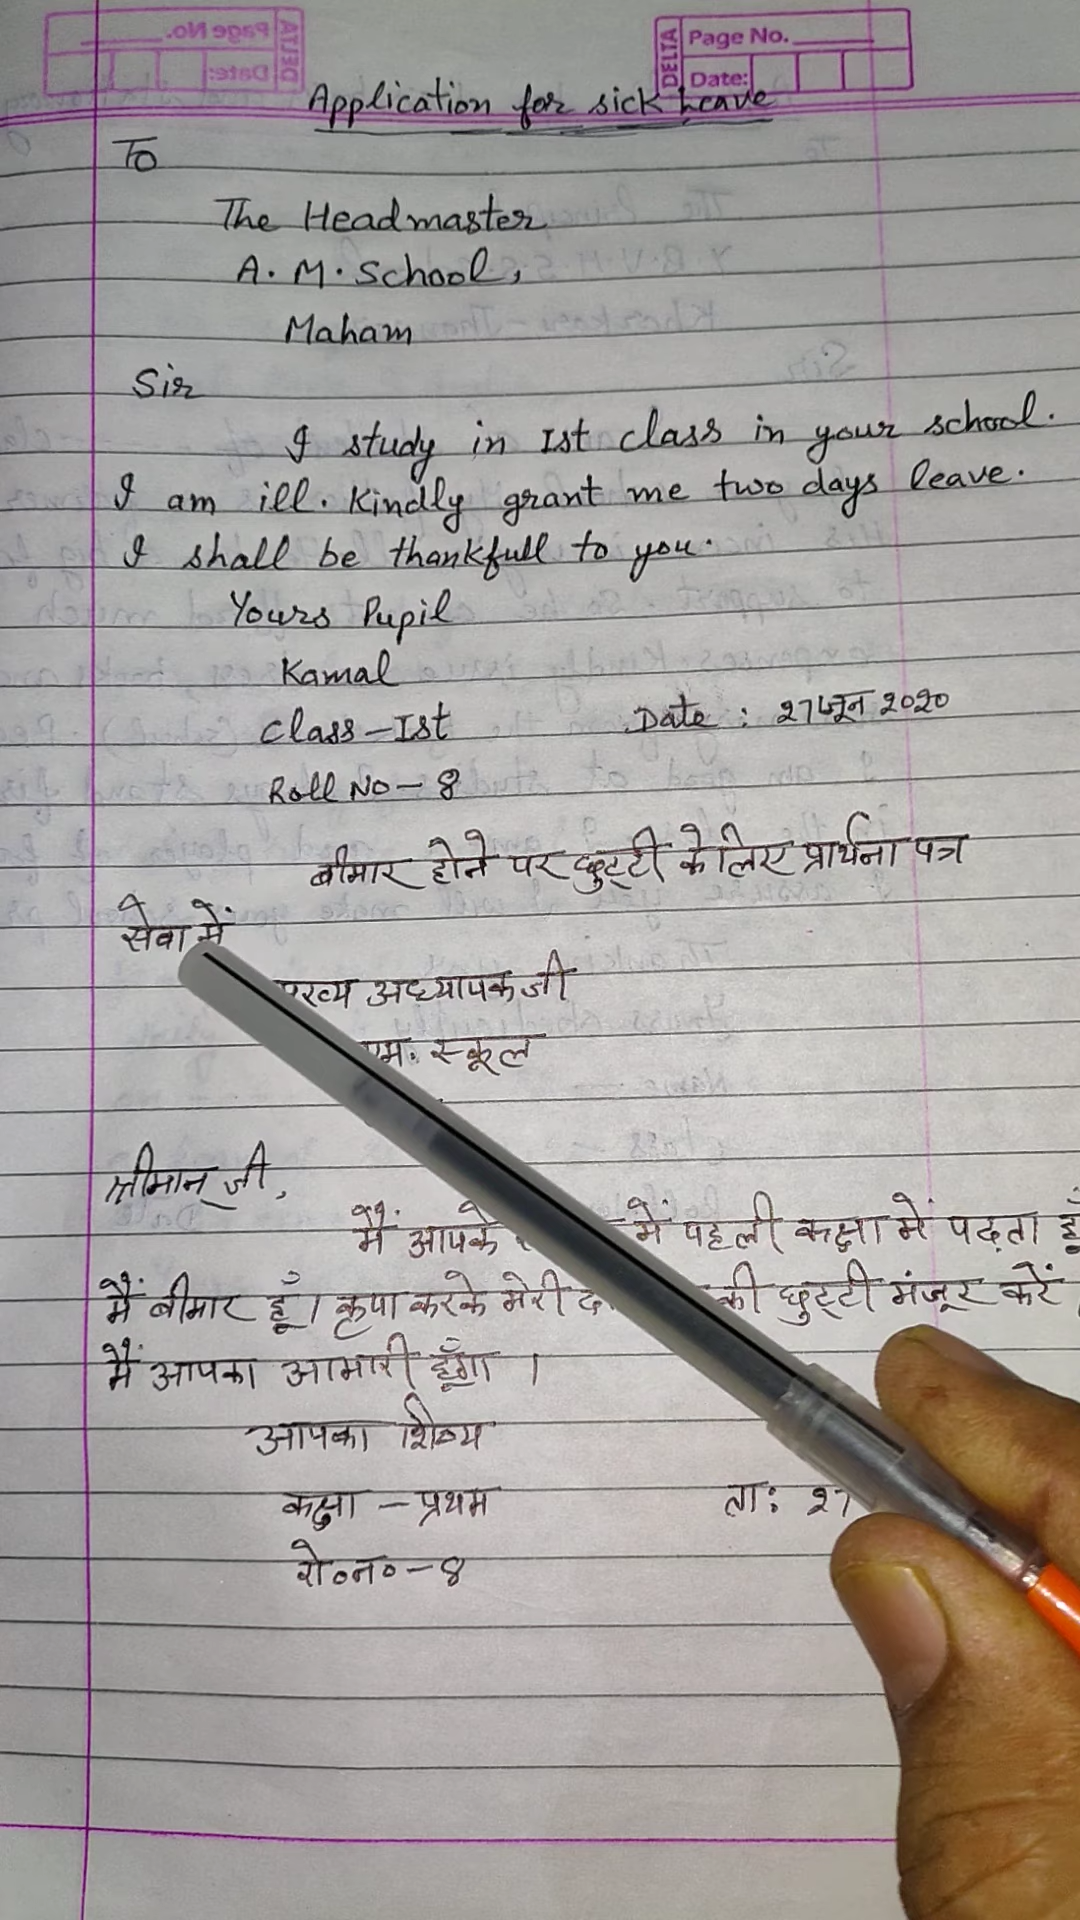 DELTA
Page No.
Date:
Application for sick Leave
To
The Headmaster
A. M. School,
Maham
Sir
I study in Ist class in your school.
I am ill. Kindly grant me two days leave.
I shall be thankfull to you.
Yours Pupil
Kamal
Class - Ist Date : 27 जून 2020
Roll No - 8
बीमार होने पर छुट्टी के लिए प्रार्थना पत्र
सेवा में
अध्यापक जी
एम. स्कूल
श्रीमान् जी,
मैं आपके में पहली कक्षा में पढ़ता हूँ
मैं बीमार हूँ। कृपा करके मेरी की छुट्टी मंजूर करें।
मैं आपका आभारी हूँगा ।
आपका शिष्य
कक्षा - प्रथम ता: 27
रो०न० - 8